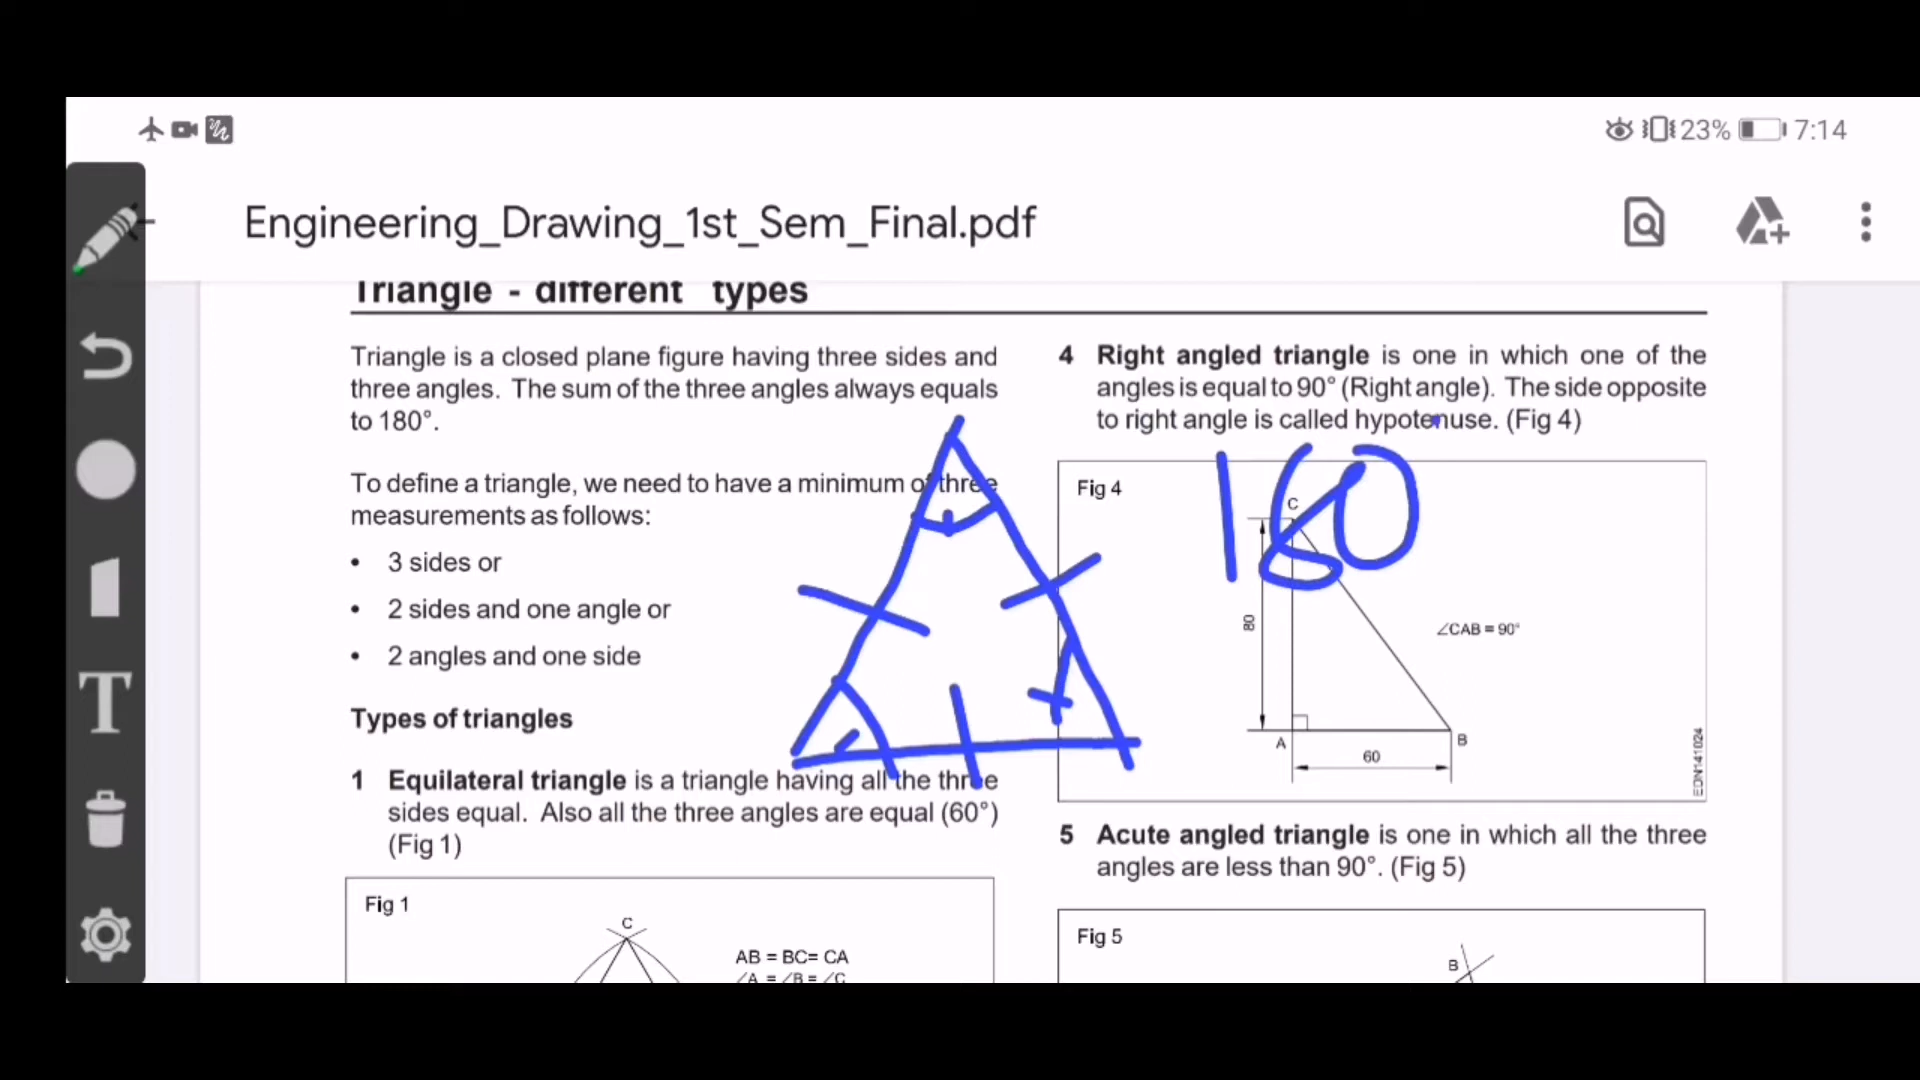 23% 7:14
Engineering_Drawing_1st_Sem_Final.pdf
Triangle - different types
Triangle is a closed plane figure having three sides and
three angles. The sum of the three angles always equals
to 180°.
To define a triangle, we need to have a minimum of three
measurements as follows:
• 3 sides or
• 2 sides and one angle or
• 2 angles and one side
Types of triangles
1 Equilateral triangle is a triangle having all the three
sides equal. Also all the three angles are equal (60°)
(Fig 1)
Fig 1
C
AB = BC= CA
∠A = ∠B = ∠C
4 Right angled triangle is one in which one of the
angles is equal to 90° (Right angle). The side opposite
to right angle is called hypotenuse. (Fig 4)
180
Fig 4
C
80
∠CAB = 90°
A
B
60
EDN141024
5 Acute angled triangle is one in which all the three
angles are less than 90°. (Fig 5)
Fig 5
B
T